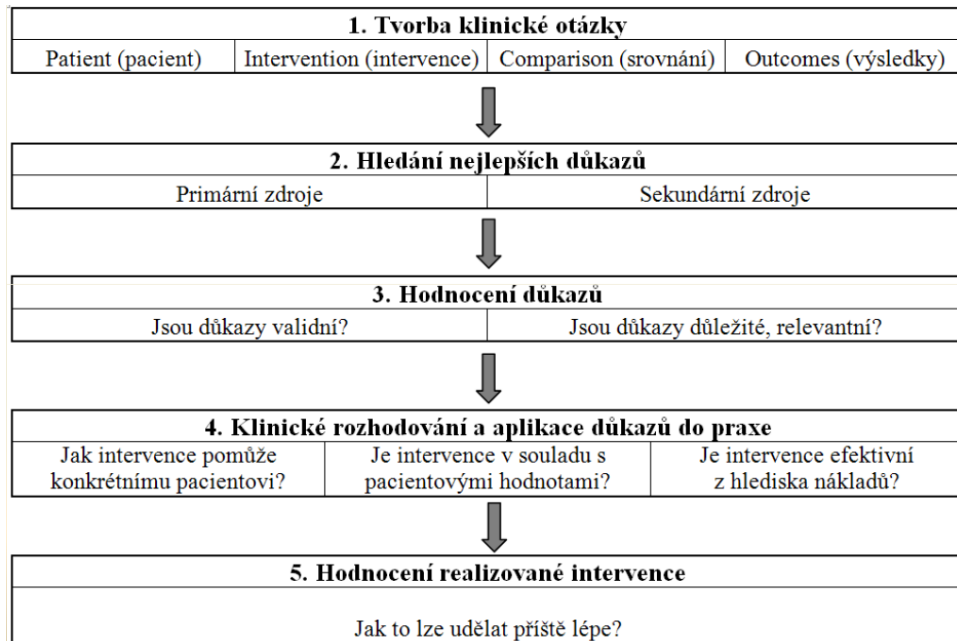 1. Tvorba klinické otázky
Patient (pacient)
Intervention (intervence)
Comparison (srovnání)
Outcomes (výsledky)
2. Hledání nejlepších důkazů
Primární zdroje
Sekundární zdroje
3. Hodnocení důkazů
Jsou důkazy validní?
Jsou důkazy důležité, relevantní?
4. Klinické rozhodování a aplikace důkazů do praxe
Jak intervence pomůže
konkrétnímu pacientovi?
Je intervence v souladu s
pacientovými hodnotami?
Je intervence efektivní
z hlediska nákladů?
5. Hodnocení realizované intervence
Jak to lze udělat příště lépe?